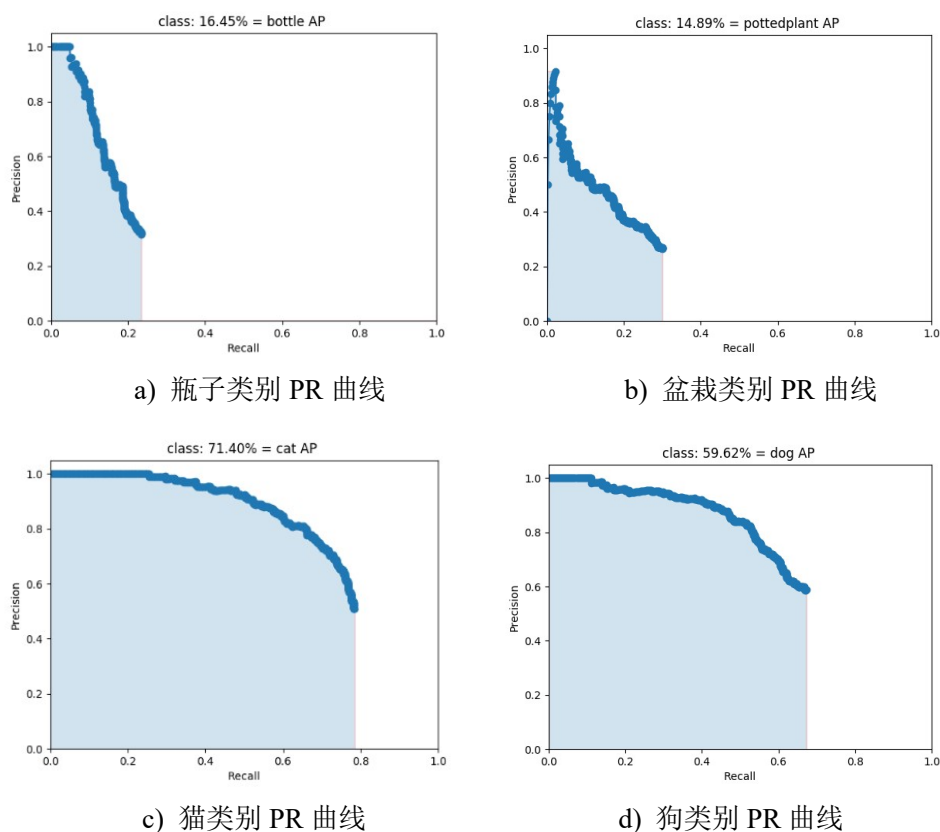 class: 16.45% = bottle AP
1.0
0.8
0.6
0.4
0.2
0.0
Precision
0.0 0.2 0.4 0.6 0.8 1.0
Recall
a) 瓶子类别 PR 曲线
class: 14.89% = pottedplant AP
1.0
0.8
0.6
0.4
0.2
0.0
Precision
0.0 0.2 0.4 0.6 0.8 1.0
Recall
b) 盆栽类别 PR 曲线
class: 71.40% = cat AP
1.0
0.8
0.6
0.4
0.2
0.0
Precision
0.0 0.2 0.4 0.6 0.8 1.0
Recall
c) 猫类别 PR 曲线
class: 59.62% = dog AP
1.0
0.8
0.6
0.4
0.2
0.0
Precision
0.0 0.2 0.4 0.6 0.8 1.0
Recall
d) 狗类别 PR 曲线